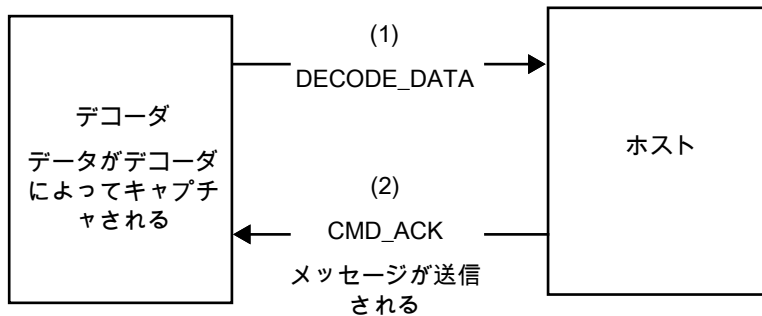 デコーダ
データがデコーダ
によってキャプチ
ャされる
(1)
DECODE_DATA
(2)
CMD_ACK
メッセージが送信
される
ホスト